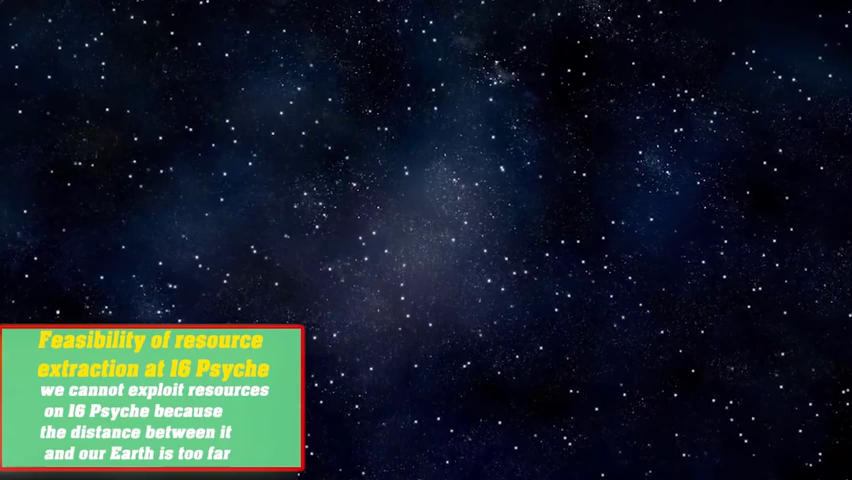 Feasibility of resource
extraction at 16 Psyche
we cannot exploit resources
on 16 Psyche because
the distance between it
and our Earth is too far